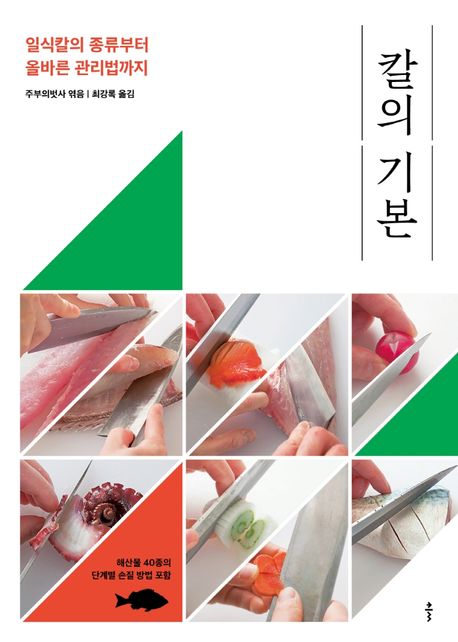 일식칼의 종류부터
올바른 관리법까지
주부의벗사 엮음 | 최강록 옮김
칼의 기본
해산물 40종의
단계별 손질 방법 포함